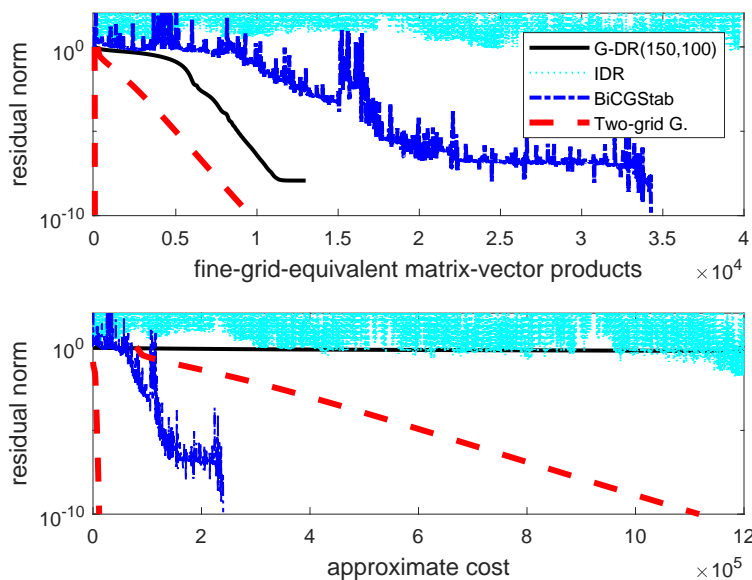 10^0
10^-10
residual norm
0 0.5 1 1.5 2 2.5 3 3.5 4
× 10^4
fine-grid-equivalent matrix-vector products
G-DR(150,100)
IDR
BiCGStab
Two-grid G.
10^0
10^-10
residual norm
0 2 4 6 8 10 12
× 10^5
approximate cost